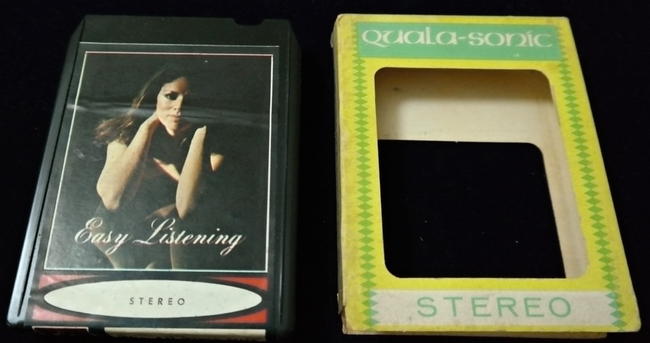 Easy Listening
STEREO
Quala-sonic
STEREO